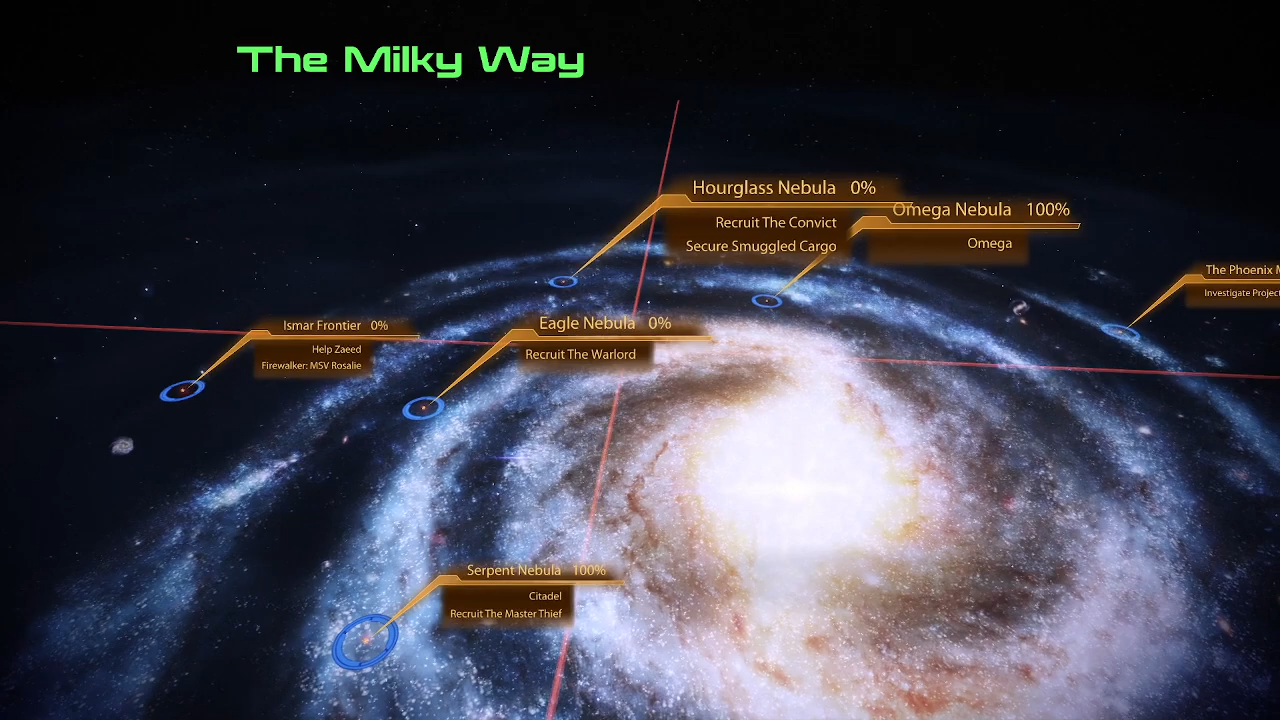 The Milky Way
Hourglass Nebula 0%
Recruit The Convict
Secure Smuggled Cargo
Omega Nebula 100%
Omega
The Phoenix
Investigate Project
Ismar Frontier 0%
Help Zaeed
Firewalker: MSV Rosalie
Eagle Nebula 0%
Recruit The Warlord
Serpent Nebula 100%
Citadel
Recruit The Master Thief